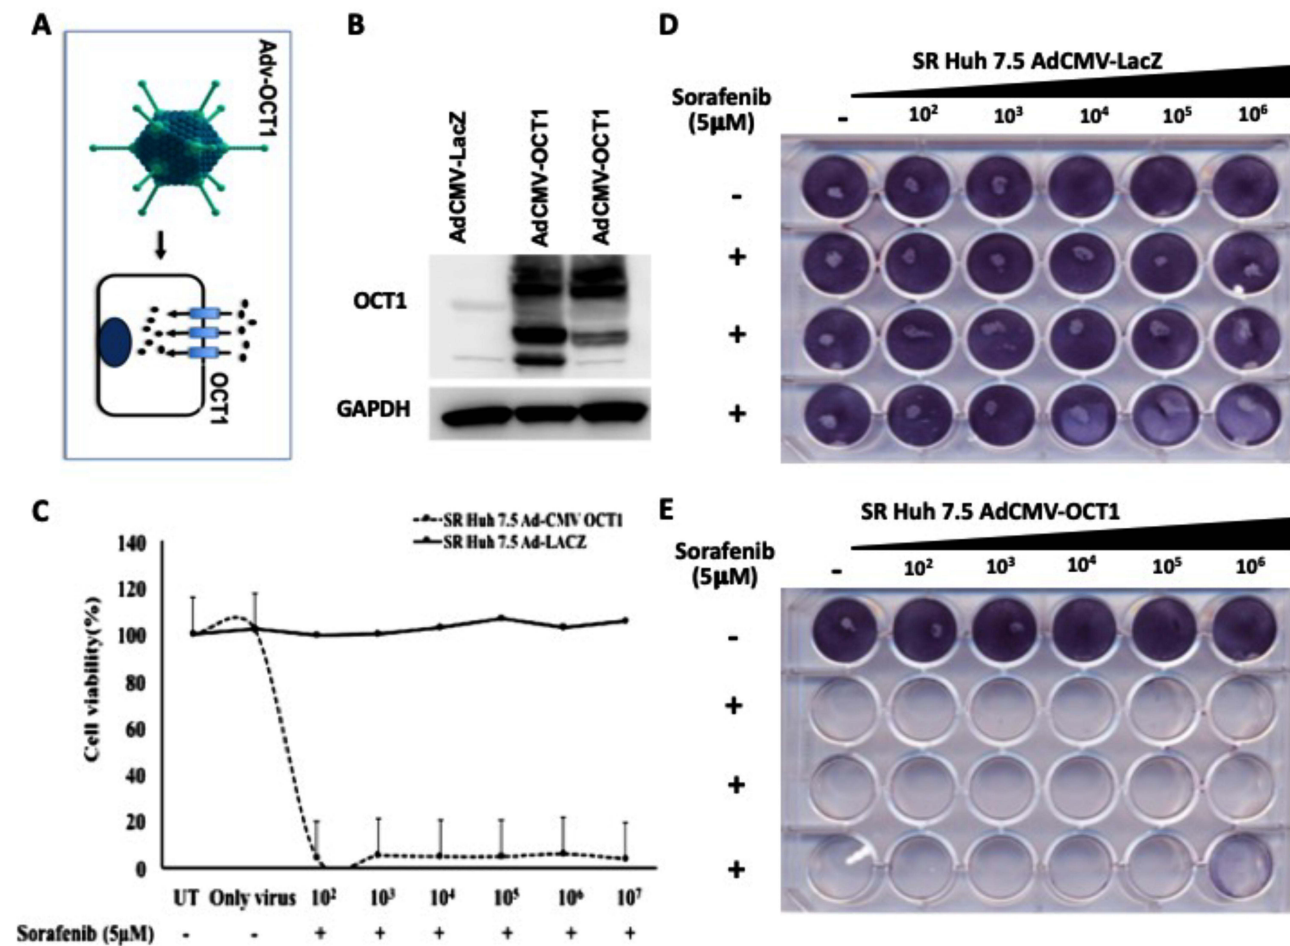 A
Adv-OCT1
OCT1
B
AdCMV-LacZ
AdCMV-OCT1
AdCMV-OCT1
OCT1
GAPDH
C
SR Huh 7.5 Ad-CMV OCT1
SR Huh 7.5 Ad-LACZ
Cell viability(%)
140
120
100
80
60
40
20
0
UT Only virus 10² 10³ 10⁴ 10⁵ 10⁶ 10⁷
Sorafenib (5μM) - - + + + + + +
D
SR Huh 7.5 AdCMV-LacZ
Sorafenib
(5μM)
- 10² 10³ 10⁴ 10⁵ 10⁶
-
+
+
+
E
SR Huh 7.5 AdCMV-OCT1
Sorafenib
(5μM)
- 10² 10³ 10⁴ 10⁵ 10⁶
-
+
+
+